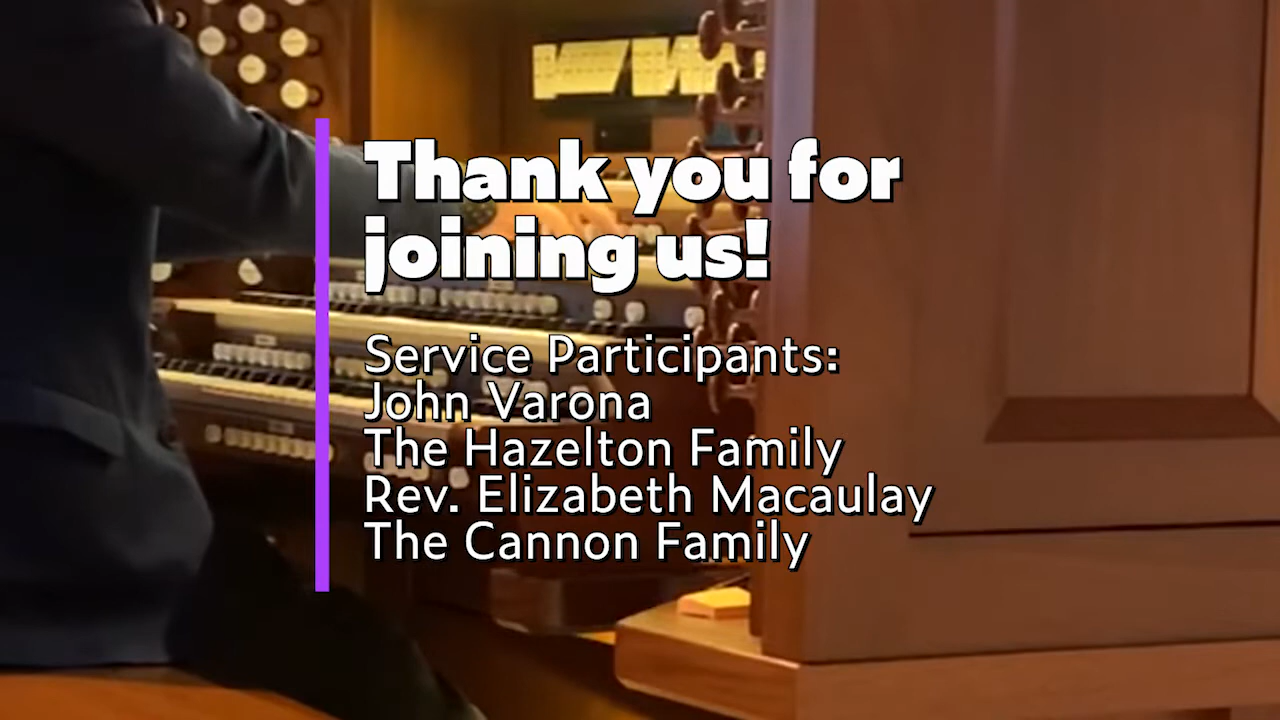 Thank you for
joining us!
Service Participants:
John Varona
The Hazelton Family
Rev. Elizabeth Macaulay
The Cannon Family